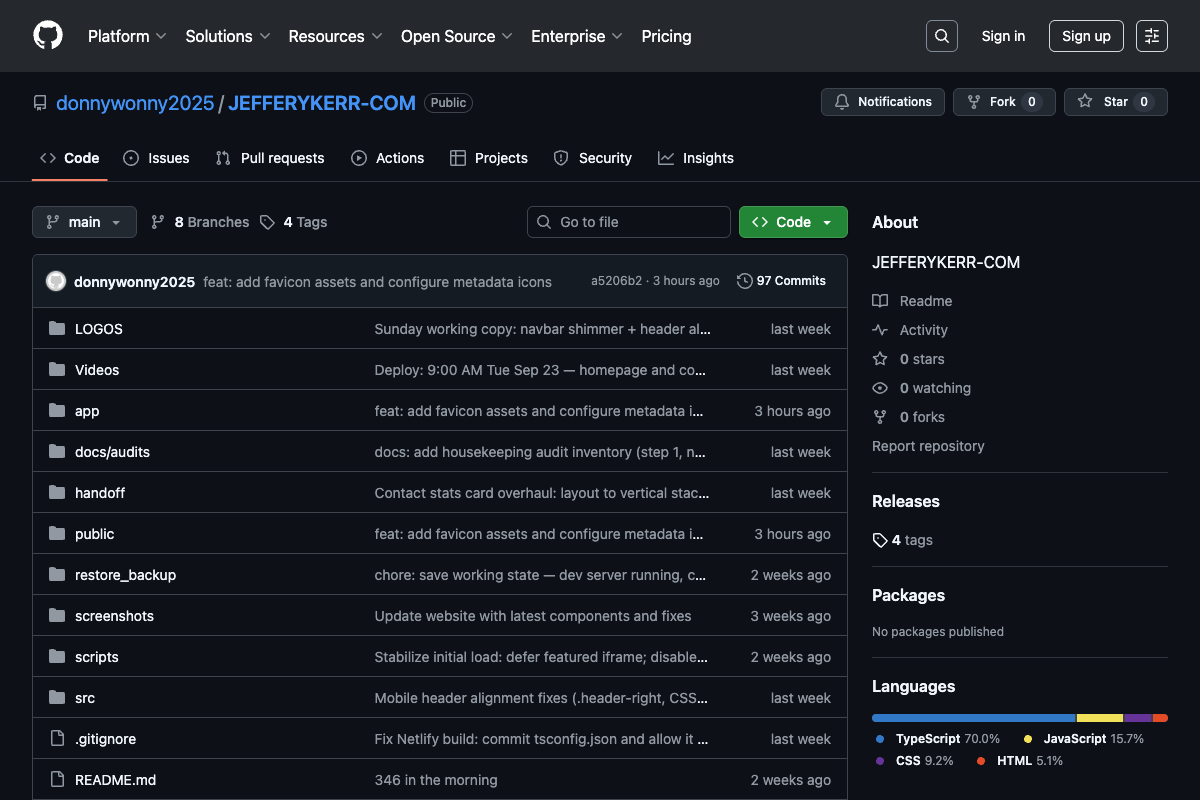 Platform Solutions Resources Open Source Enterprise Pricing Sign in Sign up
donnywonny2025 / JEFFERYKERR-COM Public Notifications Fork 0 Star 0
Code Issues Pull requests Actions Projects Security Insights
main 8 Branches 4 Tags Go to file Code
donnywonny2025 feat: add favicon assets and configure metadata icons a5206b2 · 3 hours ago 97 Commits
LOGOS Sunday working copy: navbar shimmer + header al... last week
Videos Deploy: 9:00 AM Tue Sep 23 — homepage and co... last week
app feat: add favicon assets and configure metadata i... 3 hours ago
docs/audits docs: add housekeeping audit inventory (step 1, n... last week
handoff Contact stats card overhaul: layout to vertical stac... last week
public feat: add favicon assets and configure metadata i... 3 hours ago
restore_backup chore: save working state — dev server running, c... 2 weeks ago
screenshots Update website with latest components and fixes 3 weeks ago
scripts Stabilize initial load: defer featured iframe; disable... 2 weeks ago
src Mobile header alignment fixes (.header-right, CSS... last week
.gitignore Fix Netlify build: commit tsconfig.json and allow it ... last week
README.md 346 in the morning 2 weeks ago
About
JEFFERYKERR-COM
Readme
Activity
0 stars
0 watching
0 forks
Report repository
Releases
4 tags
Packages
No packages published
Languages
TypeScript 70.0% JavaScript 15.7%
CSS 9.2% HTML 5.1%